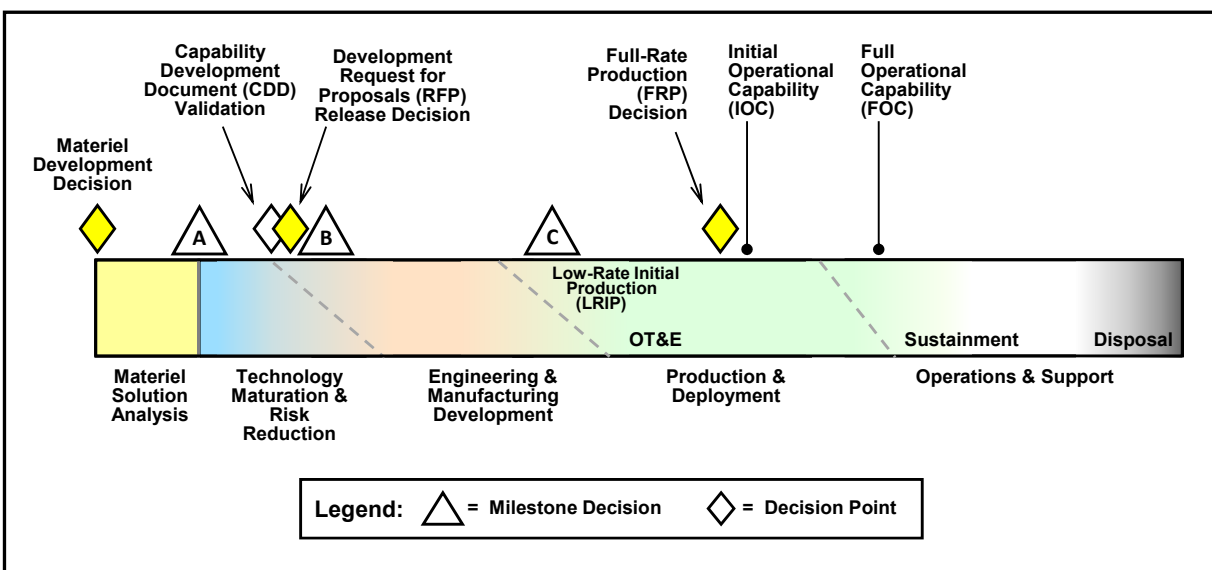 Capability
Development
Document (CDD)
Validation
Development
Request for
Proposals (RFP)
Release Decision
Full-Rate
Production
(FRP)
Decision
Initial
Operational
Capability
(IOC)
Full
Operational
Capability
(FOC)
Materiel
Development
Decision
A
B
C
Low-Rate Initial
Production
(LRIP)
OT&E
Sustainment
Disposal
Materiel
Solution
Analysis
Technology
Maturation &
Risk
Reduction
Engineering &
Manufacturing
Development
Production &
Deployment
Operations & Support
Legend:
= Milestone Decision
= Decision Point